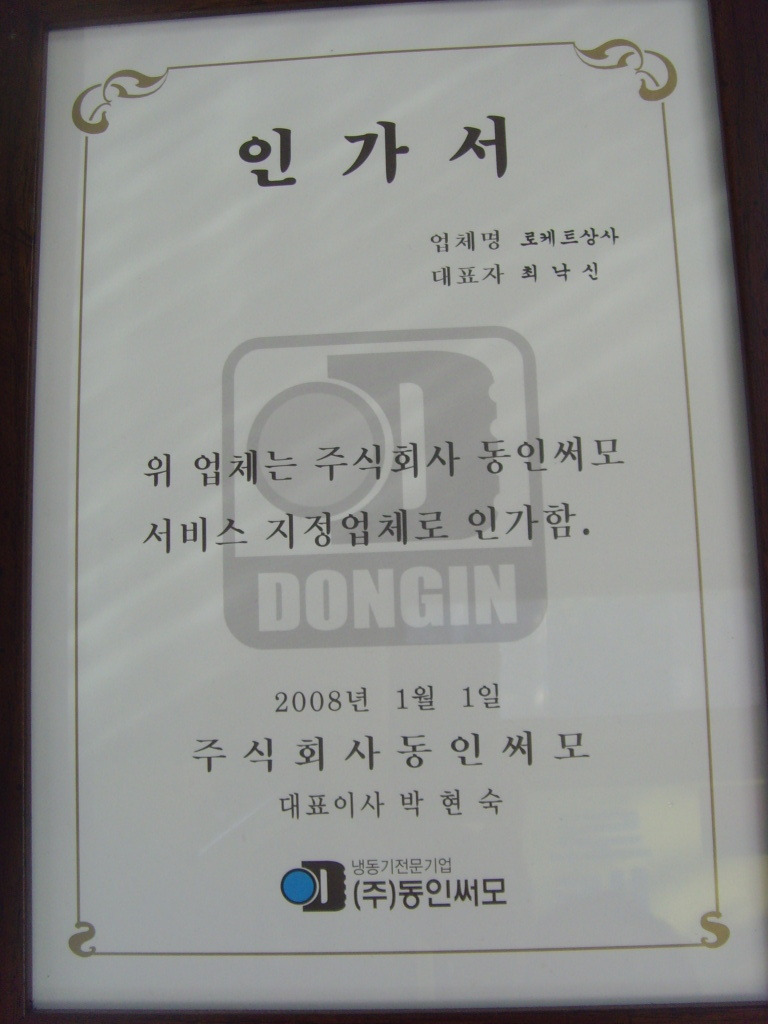 인가서
업체명 로케트상사
대표자 최낙신
위 업체는 주식회사 동인써모
서비스 지정업체로 인가함.
DONGIN
2008년 1월 1일
주식회사동인써모
대표이사 박현숙
냉동기전문기업
(주)동인써모